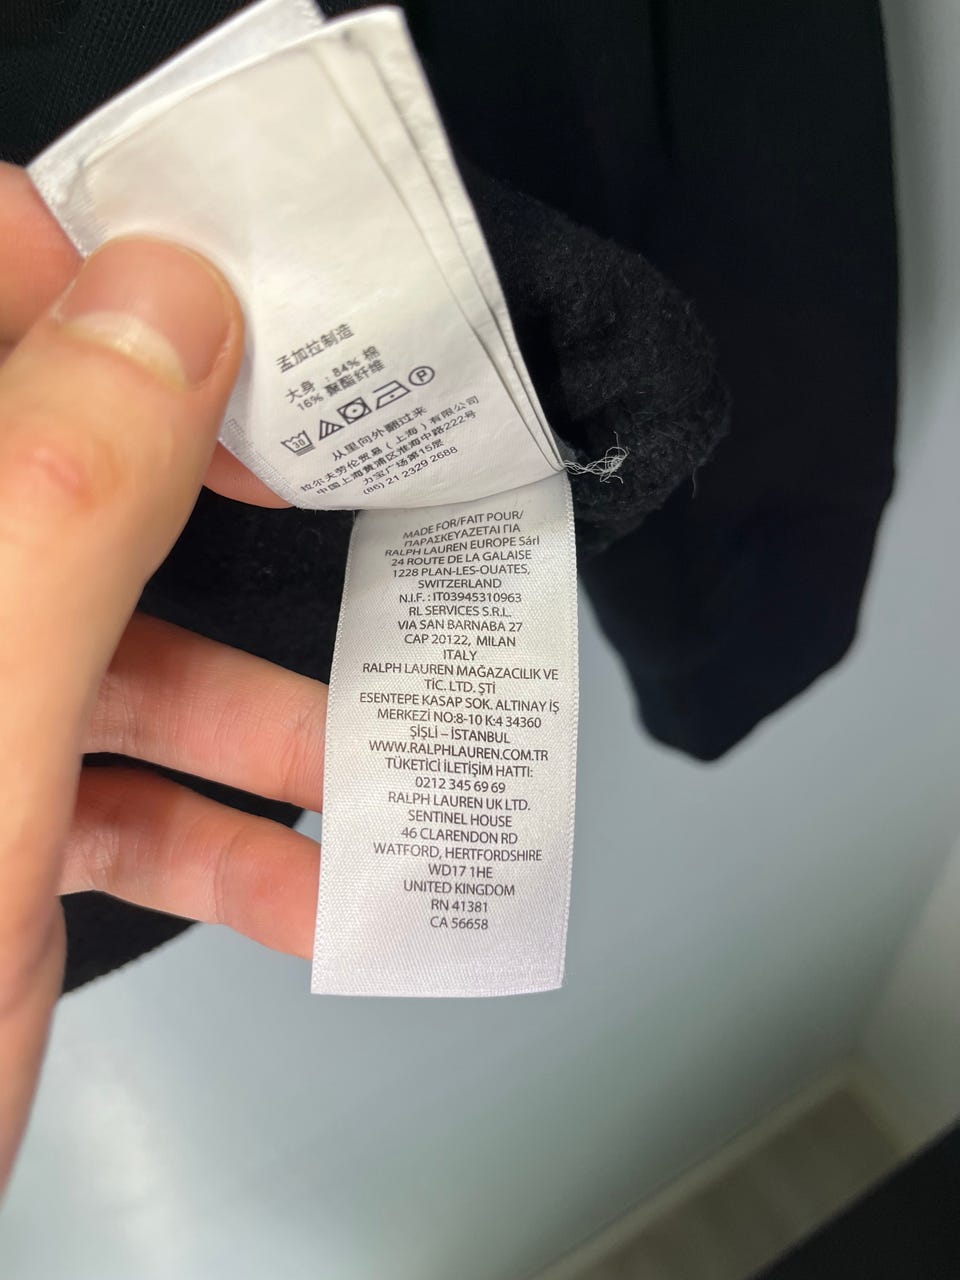 孟加拉制造
大身 : 84% 棉
16% 聚酯纤维
30 P
从里向外翻过来
拉尔夫劳伦贸易（上海）有限公司
中国上海黄浦区淮海中路222号
力宝广场第15层
(86) 21 2329 2688
MADE FOR/FAIT POUR/
ΠΑΡΑΣΚΕΥΑΖΕΤΑΙ ΓΙΑ
RALPH LAUREN EUROPE Sárl
24 ROUTE DE LA GALAISE
1228 PLAN-LES-OUATES,
SWITZERLAND
N.I.F. : IT03945310963
RL SERVICES S.R.L.
VIA SAN BARNABA 27
CAP 20122, MILAN
ITALY
RALPH LAUREN MAĞAZACILIK VE
TİC. LTD. ŞTİ
ESENTEPE KASAP SOK. ALTINAY İŞ
MERKEZİ NO:8-10 K:4 34360
ŞİŞLİ – İSTANBUL
WWW.RALPHLAUREN.COM.TR
TÜKETİCİ İLETİŞİM HATTI:
0212 345 69 69
RALPH LAUREN UK LTD.
SENTINEL HOUSE
46 CLARENDON RD
WATFORD, HERTFORDSHIRE
WD17 1HE
UNITED KINGDOM
RN 41381
CA 56658